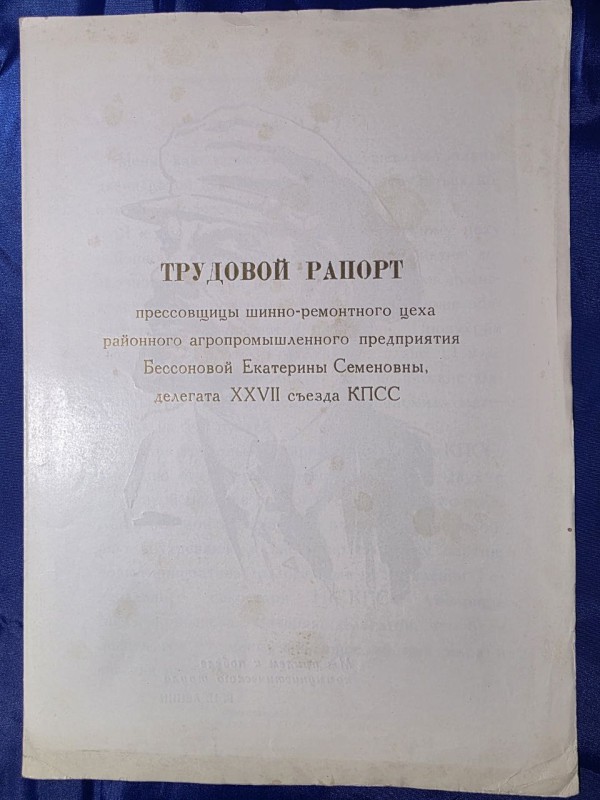 ТРУДОВОЙ РАПОРТ
прессовщицы шинно-ремонтного цеха
районного агропромышленного предприятия
Бессоновой Екатерины Семеновны,
делегата XXVII съезда КПСС